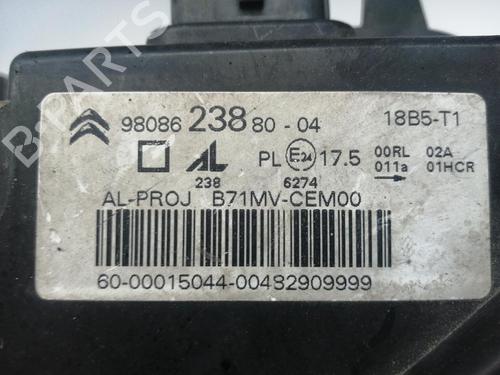 98086 238 80 - 04 18B5-T1
AL PL E24 17.5 00RL 02A
238 6274 011a 01HCR
AL-PROJ B71MV-CEM00
60-00015044-00482909999